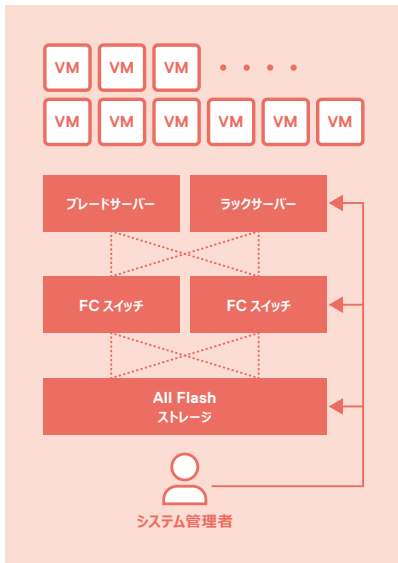 VM VM VM ・・・・
VM VM VM VM VM VM
ブレードサーバー ラックサーバー
FC スイッチ FC スイッチ
All Flash
ストレージ
システム管理者